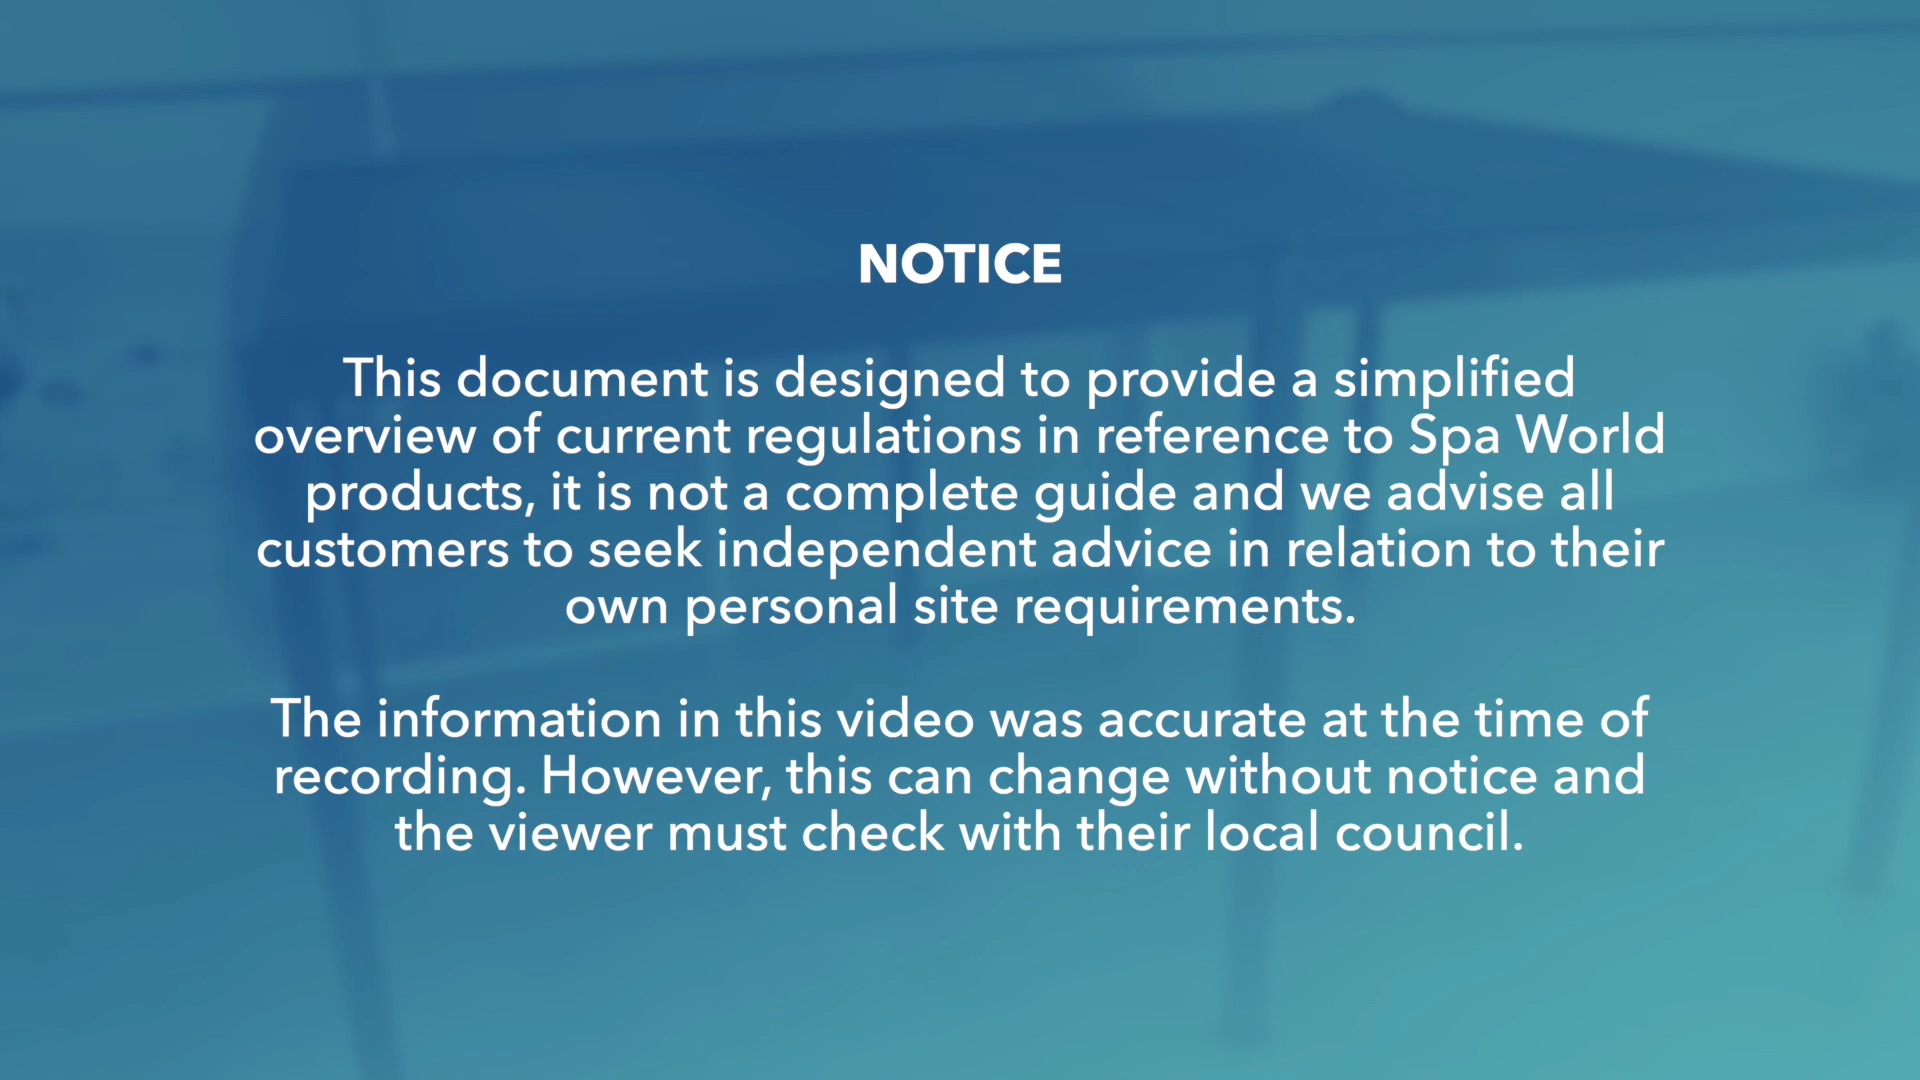 NOTICE
This document is designed to provide a simplified
overview of current regulations in reference to Spa World
products, it is not a complete guide and we advise all
customers to seek independent advice in relation to their
own personal site requirements.
The information in this video was accurate at the time of
recording. However, this can change without notice and
the viewer must check with their local council.